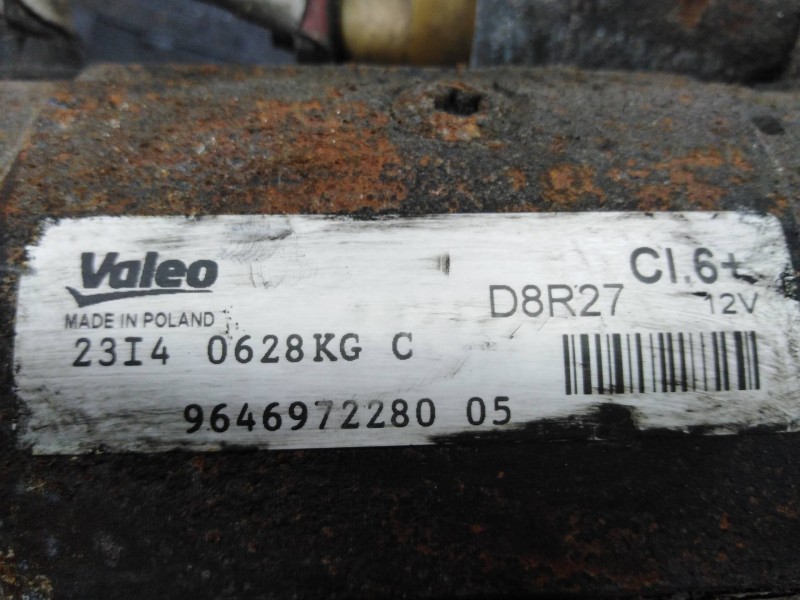 Valeo
Cl.6+
D8R27
12V
MADE IN POLAND
23I4 0628KG C
9646972280 05